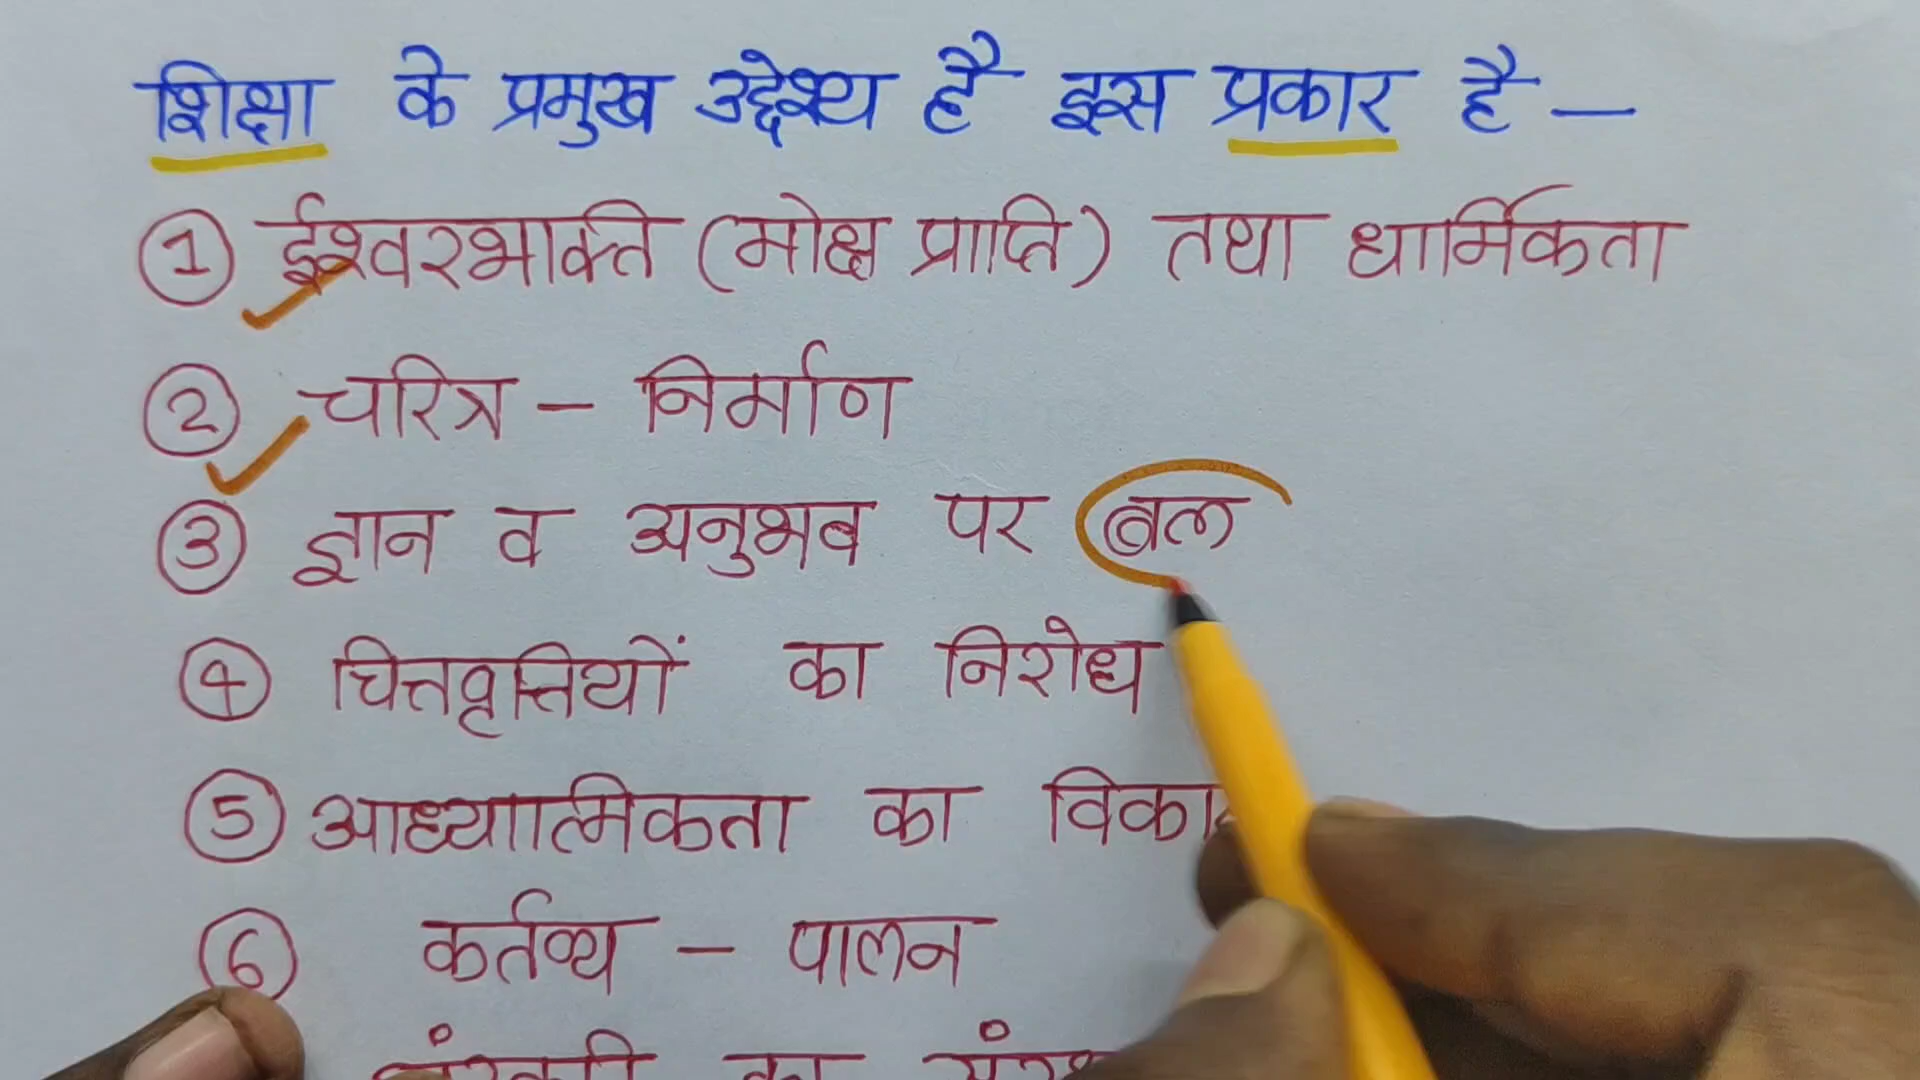 शिक्षा के प्रमुख उद्देश्य है इस प्रकार है –
① ईश्वरभक्ति (मोक्ष प्राप्ति) तथा धार्मिकता
② चरित्र – निर्माण
③ ज्ञान व अनुभव पर बल
④ चित्तवृत्तियों का निरोध
⑤ आध्यात्मिकता का
⑥ कर्तव्य – पालन
का